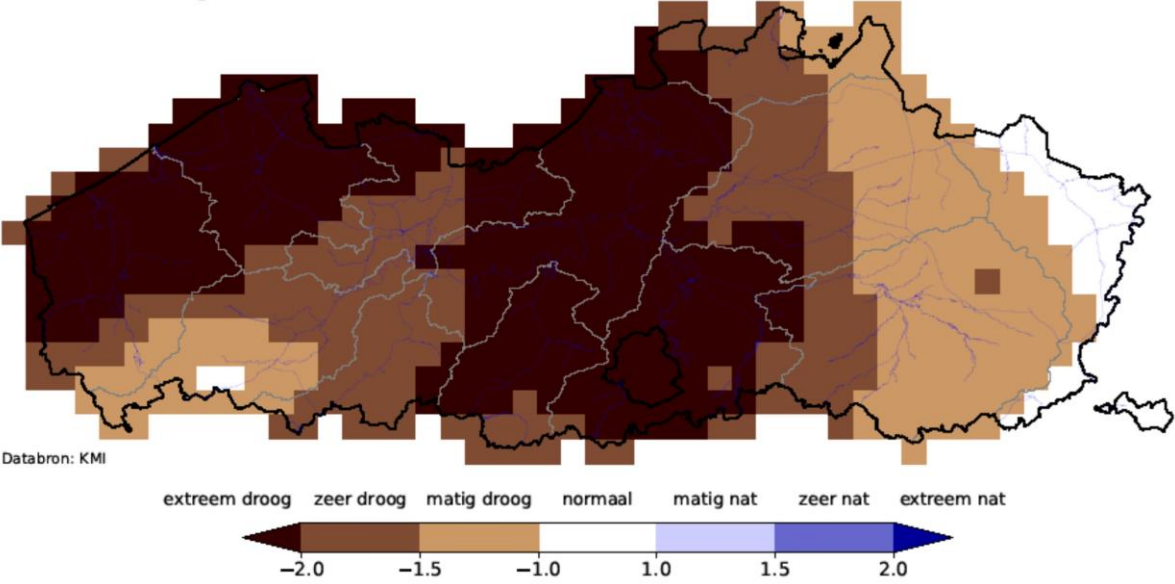 Databron: KMI
extreem droog zeer droog matig droog normaal matig nat zeer nat extreem nat
−2.0 −1.5 −1.0 1.0 1.5 2.0